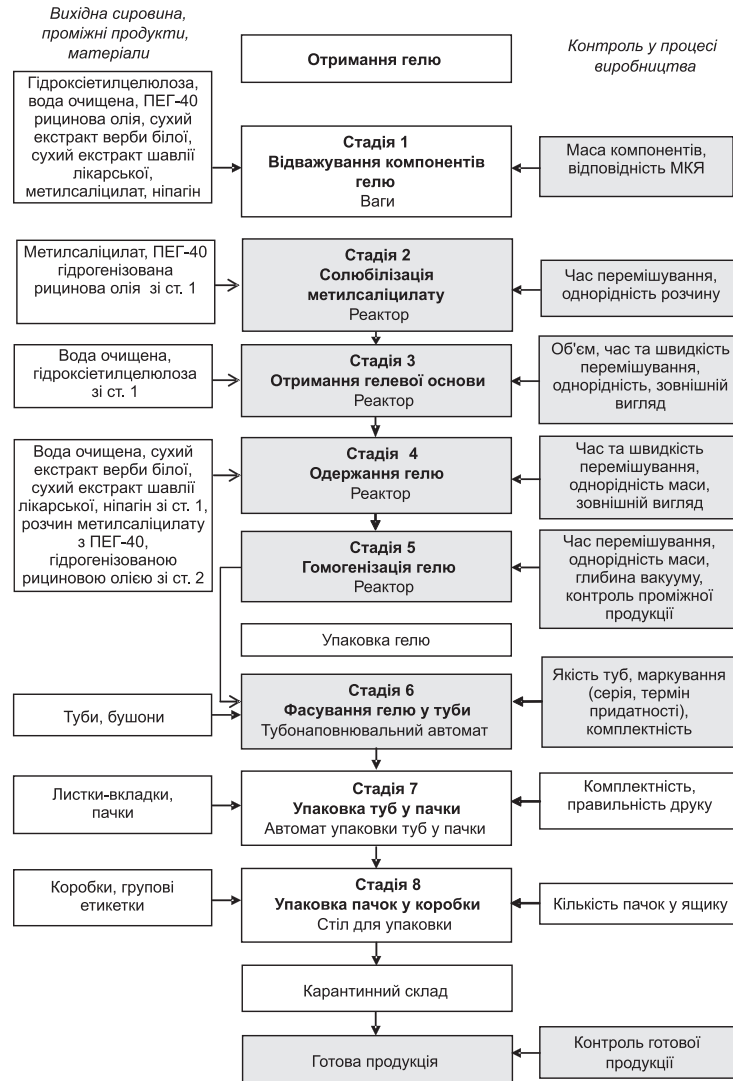 Вихідна сировина,
проміжні продукти,
матеріали
Отримання гелю
Контроль у процесі
виробництва
Гідроксіетилцелюлоза,
вода очищена, ПЕГ-40
рицинова олія, сухий
екстракт верби білої,
сухий екстракт шавлії
лікарської,
метилсаліцилат, ніпагін
Стадія 1
Відважування компонентів
гелю
Ваги
Маса компонентів,
відповідність МКЯ
Метилсаліцилат, ПЕГ-40
гідрогенізована
рицинова олія зі ст. 1
Стадія 2
Солюбілізація
метилсаліцилату
Реактор
Час перемішування,
однорідність розчину
Вода очищена,
гідроксіетилцелюлоза
зі ст. 1
Стадія 3
Отримання гелевої основи
Реактор
Об'єм, час та швидкість
перемішування,
однорідність, зовнішній
вигляд
Вода очищена, сухий
екстракт верби білої,
сухий екстракт шавлії
лікарської, ніпагін зі ст. 1,
розчин метилсаліцилату
з ПЕГ-40,
гідрогенізованою
рициновою олією зі ст. 2
Стадія 4
Одержання гелю
Реактор
Час та швидкість
перемішування,
однорідність маси,
зовнішній вигляд
Стадія 5
Гомогенізація гелю
Реактор
Час перемішування,
однорідність маси,
глибина вакууму,
контроль проміжної
продукції
Упаковка гелю
Туби, бушони
Стадія 6
Фасування гелю у туби
Тубонаповнювальний автомат
Якість туб, маркування
(серія, термін
придатності),
комплектність
Листки-вкладки,
пачки
Стадія 7
Упаковка туб у пачки
Автомат упаковки туб у пачки
Комплектність,
правильність друку
Коробки, групові
етикетки
Стадія 8
Упаковка пачок у коробки
Стіл для упаковки
Кількість пачок у ящику
Карантинний склад
Готова продукція
Контроль готової
продукції